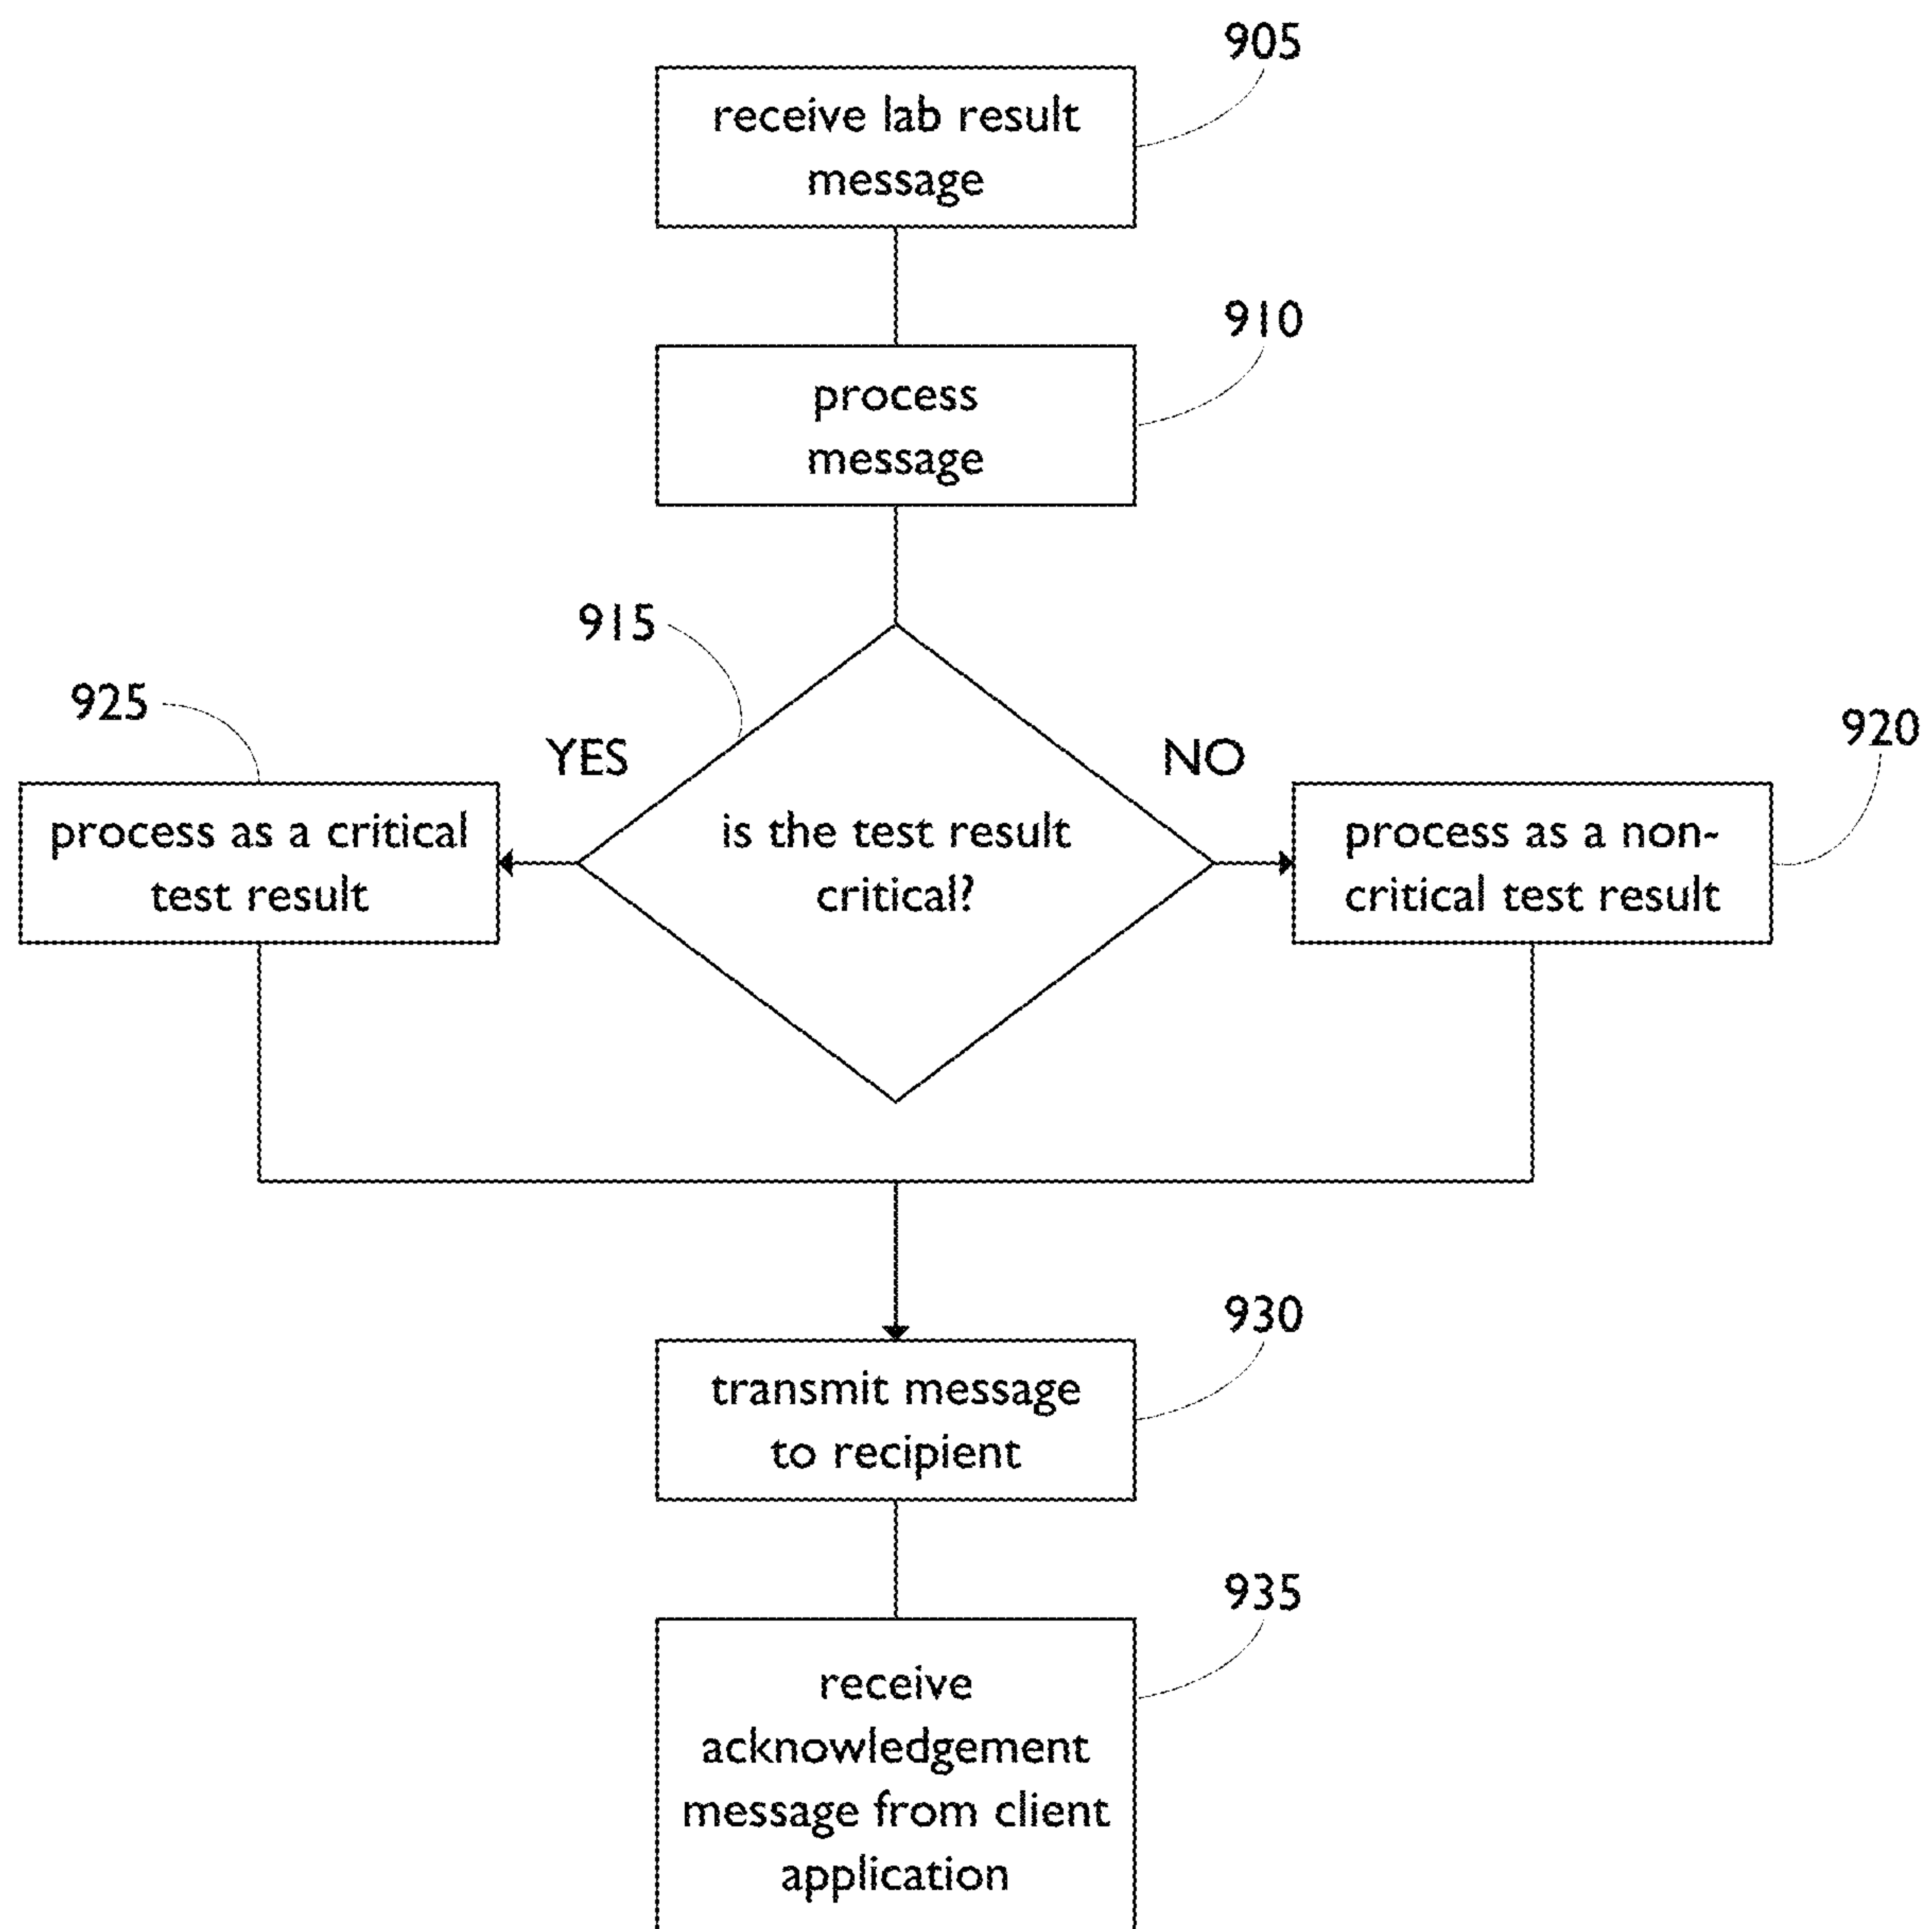 905
receive lab result
message
910
process
message
915
925
YES
NO
920
process as a critical
test result
is the test result
critical?
process as a non-
critical test result
930
transmit message
to recipient
935
receive
acknowledgement
message from client
application